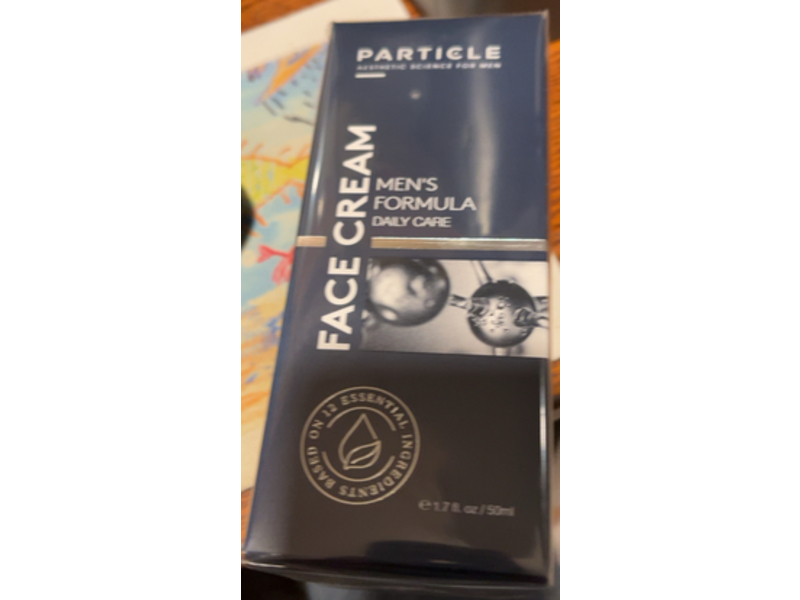 PARTICLE
AESTHETIC SCIENCE FOR MEN
FACE CREAM
MEN'S
FORMULA
DAILY CARE
BASED ON 12 ESSENTIAL INGREDIENTS
℮ 1.7 fl. oz / 50ml